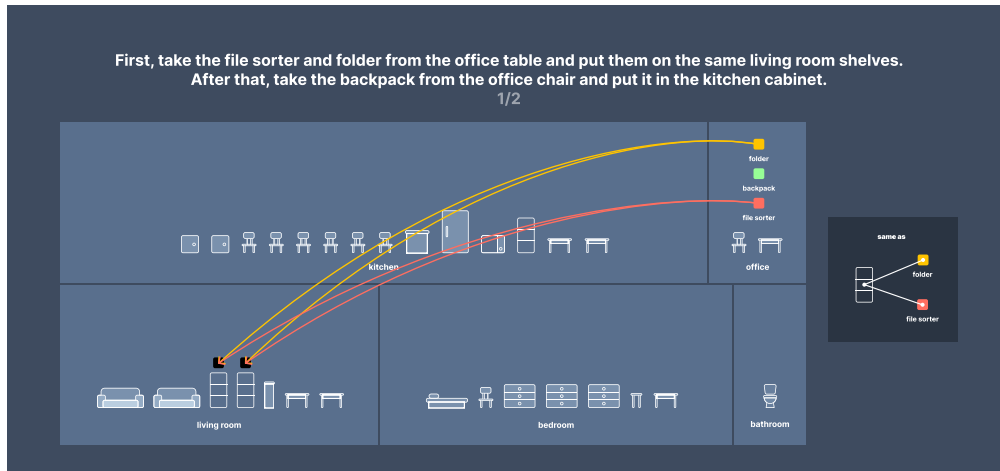 First, take the file sorter and folder from the office table and put them on the same living room shelves.
After that, take the backpack from the office chair and put it in the kitchen cabinet.
1/2
folder
backpack
file sorter
kitchen
office
same as
folder
file sorter
living room
bedroom
bathroom